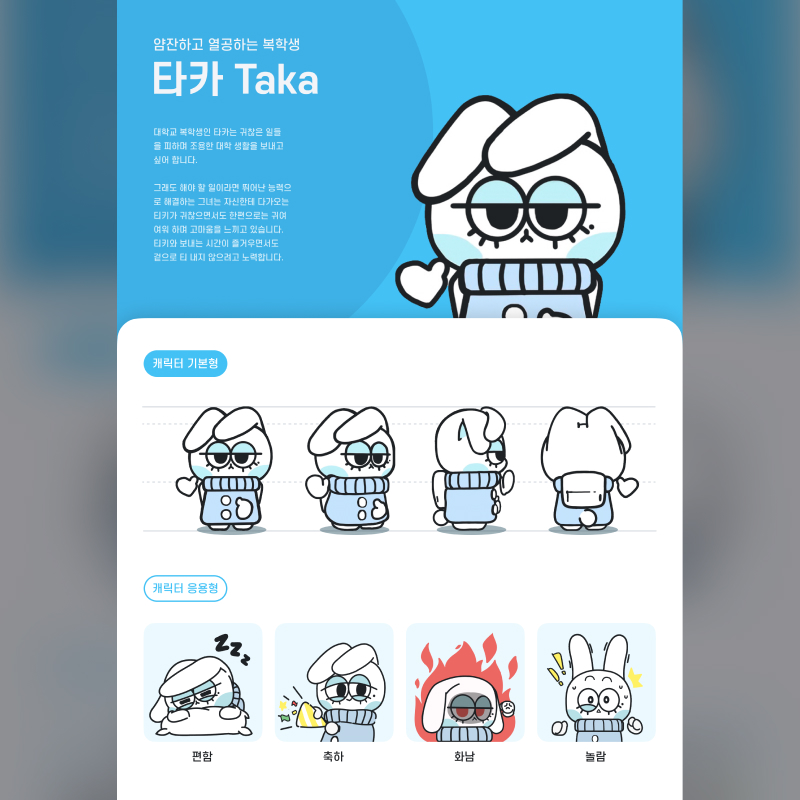 얌잔하고 열공하는 복학생
타카 Taka
대학교 복학생인 타카는 귀찮은 일들
을 피하며 조용한 대학 생활을 보내고
싶어 합니다.
그래도 해야 할 일이라면 뛰어난 능력으
로 해결하는 그녀는 자신한테 다가오는
티키가 귀찮으면서도 한편으로는 귀여
여워 하며 고마움을 느끼고 있습니다.
티키와 보내는 시간이 즐거우면서도
겉으로 티 내지 않으려고 노력합니다.
캐릭터 기본형
캐릭터 응용형
ZZZ
편함
축하
화남
놀람